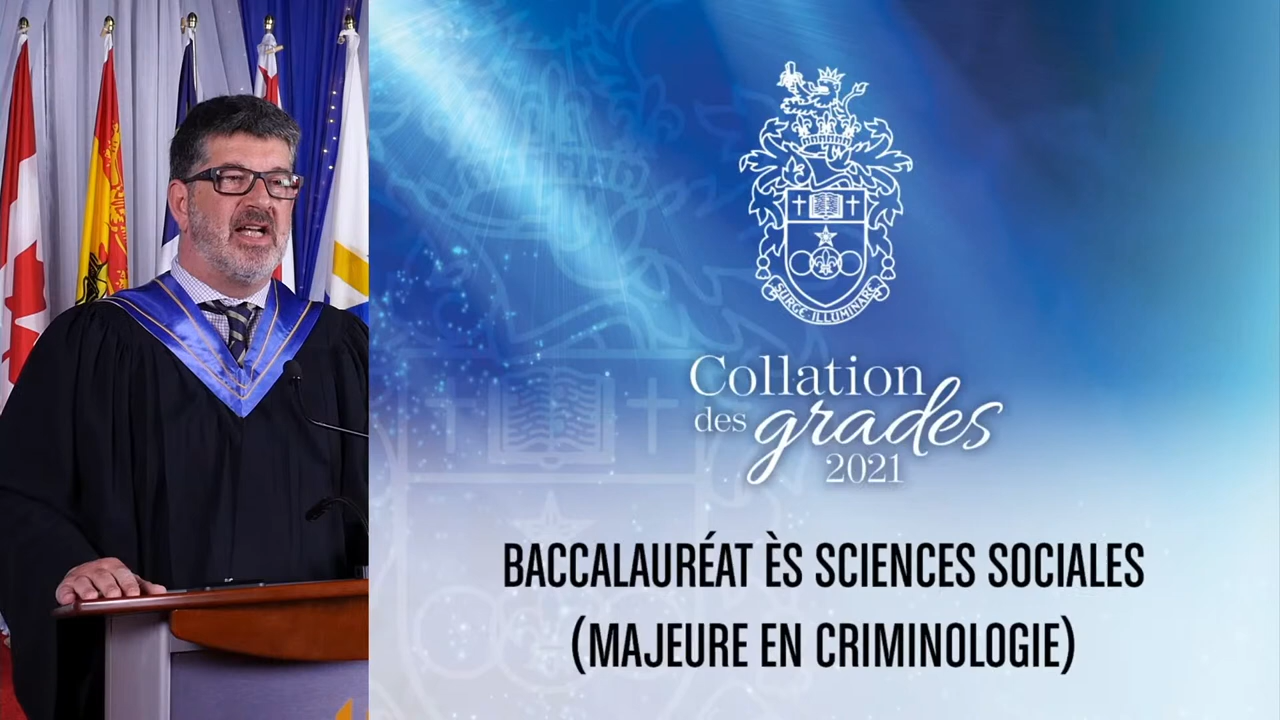 SURGE ILLUMINARE
Collation
des grades
2021
BACCALAURÉAT ÈS SCIENCES SOCIALES
(MAJEURE EN CRIMINOLOGIE)